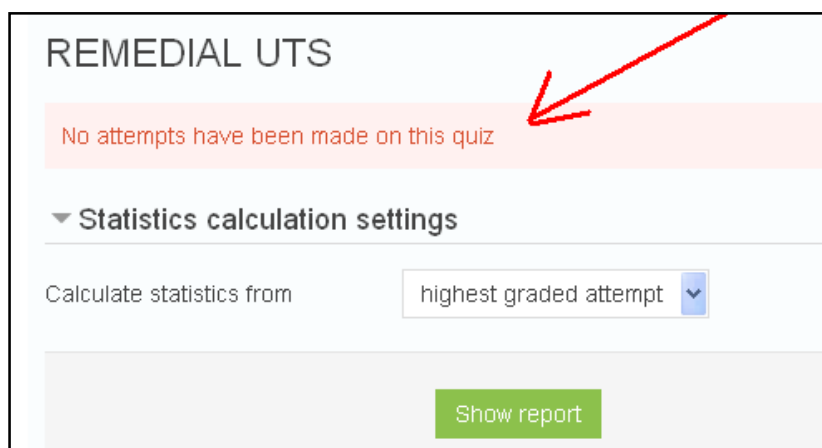 REMEDIAL UTS
No attempts have been made on this quiz
Statistics calculation settings
Calculate statistics from highest graded attempt
Show report